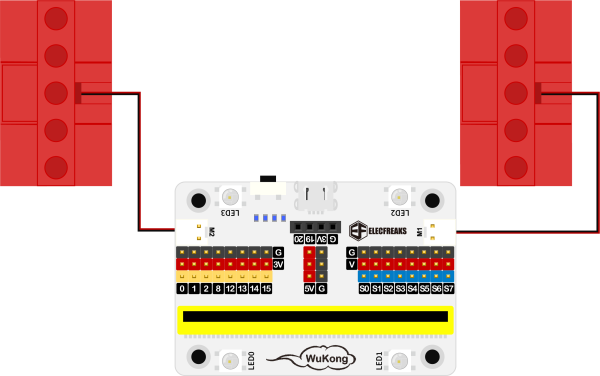 LED3
LED2
M2
20 19 3V G
ELECFREAKS
M1
G
3V
G
V
0 1 2 8 12 13 14 15
5V G
S0 S1 S2 S3 S4 S5 S6 S7
LED0
WuKong
LED1